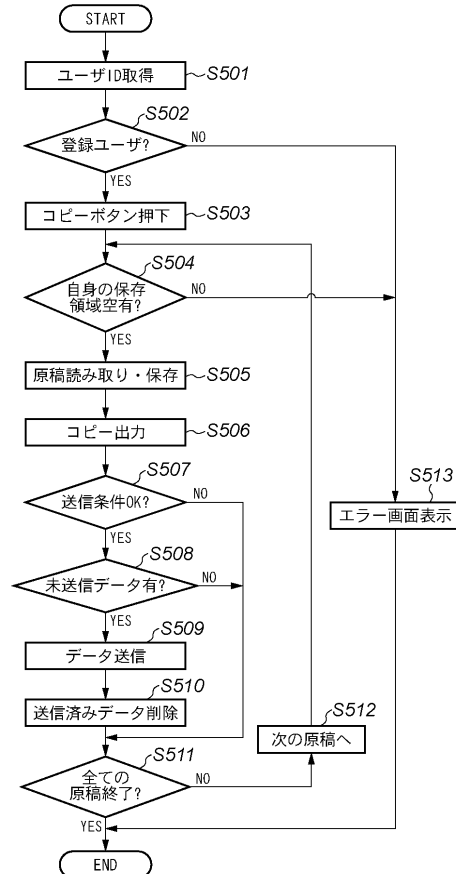 START
ユーザID取得
S501
S502
登録ユーザ?
NO
YES
コピーボタン押下
S503
S504
自身の保存
領域空有?
NO
YES
原稿読み取り・保存
S505
コピー出力
S506
S507
送信条件OK?
NO
YES
S513
エラー画面表示
S508
未送信データ有?
NO
YES
S509
データ送信
S510
送信済みデータ削除
S512
次の原稿へ
S511
全ての
原稿終了?
NO
YES
END